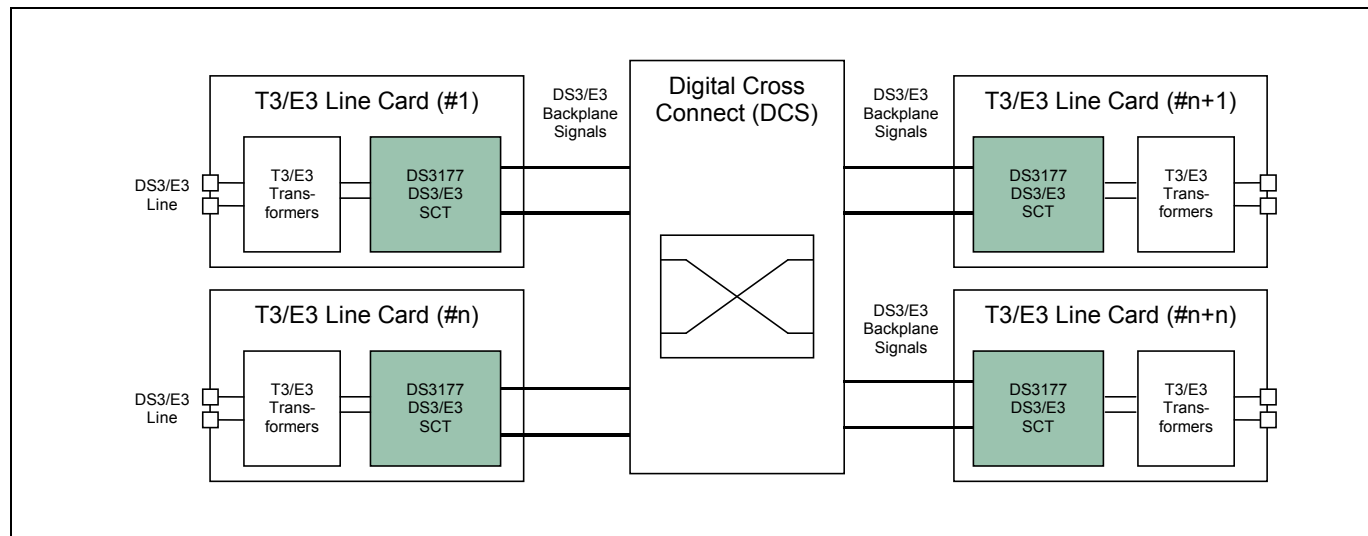 T3/E3 Line Card (#1)
DS3/E3
Line
T3/E3
Trans-
formers
DS3177
DS3/E3
SCT
DS3/E3
Backplane
Signals
Digital Cross
Connect (DCS)
DS3/E3
Backplane
Signals
T3/E3 Line Card (#n+1)
DS3177
DS3/E3
SCT
T3/E3
Trans-
formers
T3/E3 Line Card (#n)
DS3/E3
Line
T3/E3
Trans-
formers
DS3177
DS3/E3
SCT
DS3/E3
Backplane
Signals
T3/E3 Line Card (#n+n)
DS3177
DS3/E3
SCT
T3/E3
Trans-
formers